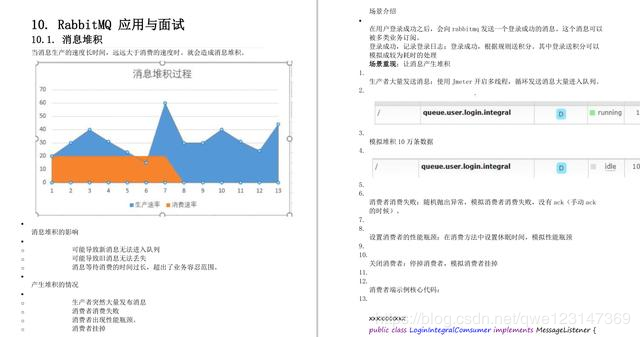 10. RabbitMQ 应用与面试
10.1. 消息堆积
当消息生产的速度长时间，远远大于消费的速度时，就会造成消息堆积。
消息堆积过程
70
60
50
40
30
20
10
0
1 2 3 4 5 6 7 8 9 10 11 12 13
生产速率 消费速率
消息堆积的影响
可能导致新消息无法进入队列
可能导致旧消息无法丢失
消息等待消费的时间过长，超出了业务容忍范围。
产生堆积的情况
生产者突然大量发布消息
消费者消费失败
消费者出现性能瓶颈。
消费者挂掉
场景介绍
在用户登录成功之后，会向 rabbitmq 发送一个登录成功的消息。这个消息可以
被多类业务订阅。
登录成功，记录登录日志；登录成功，根据规则送积分。其中登录送积分可以
模拟成较为耗时的处理
场景重现：让消息产生堆积
1.
生产者大量发送消息：使用 Jmeter 开启多线程，循环发送消息大量进入队列。
2.
/ queue.user.login.integral D running 1
3.
模拟堆积 10 万条数据
4.
/ queue.user.login.integral D idle 10
5.
6.
消费者消费失败：随机抛出异常，模拟消费者消费失败，没有 ack（手动 ack
的时候）。
7.
8.
设置消费者的性能瓶颈：在消费方法中设置休眠时间，模拟性能瓶颈
9.
10.
关闭消费者：停掉消费者，模拟消费者挂掉
11.
12.
消费者端示例核心代码：
13.
https://blog.csdn.net/qwe123147369
public class LoginIntegralComsumer implements MessageListener {